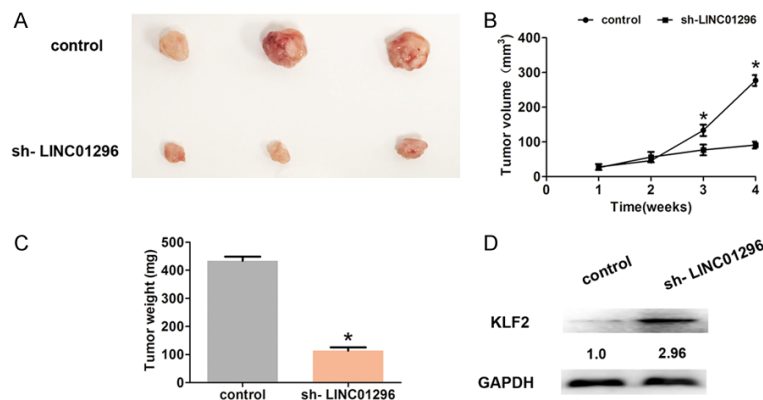 A
control
sh- LINC01296
B
control
sh-LINC01296
Tumor volume (mm3)
400
300
200
100
0
*
*
0 1 2 3 4
Time(weeks)
C
Tumor weight (mg)
500
400
300
200
100
0
*
control
sh- LINC01296
D
control
sh- LINC01296
KLF2
1.0
2.96
GAPDH